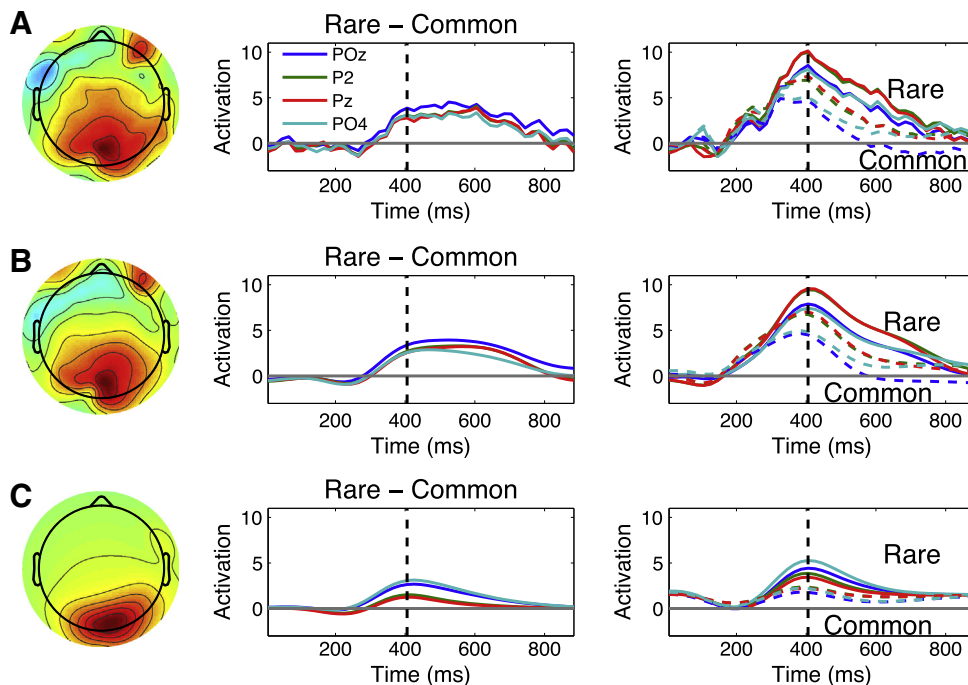 A
Rare – Common
Activation
10
5
0
POz
P2
Pz
PO4
200 400 600 800
Time (ms)
Activation
10
5
0
Rare
Common
200 400 600 800
Time (ms)
B
Rare – Common
Activation
10
5
0
200 400 600 800
Time (ms)
Activation
10
5
0
Rare
Common
200 400 600 800
Time (ms)
C
Rare – Common
Activation
10
5
0
200 400 600 800
Time (ms)
Activation
10
5
0
Rare
Common
200 400 600 800
Time (ms)